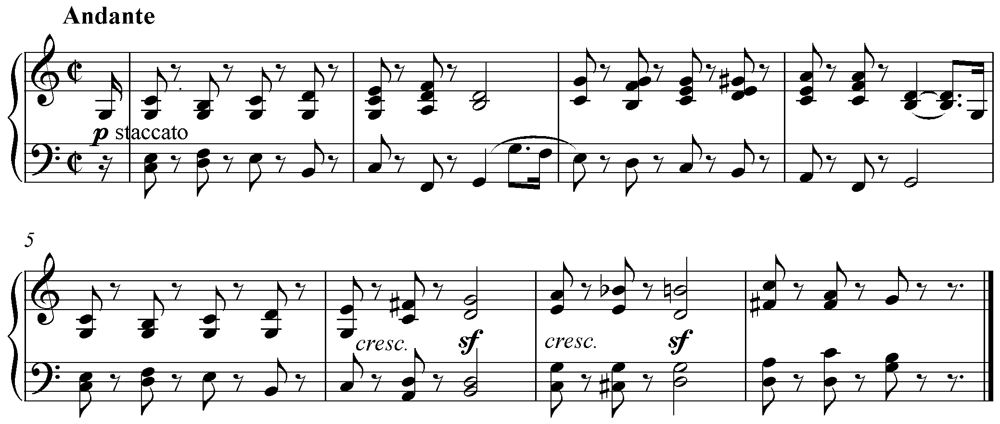 Andante
p staccato
5
cresc. sf cresc. sf